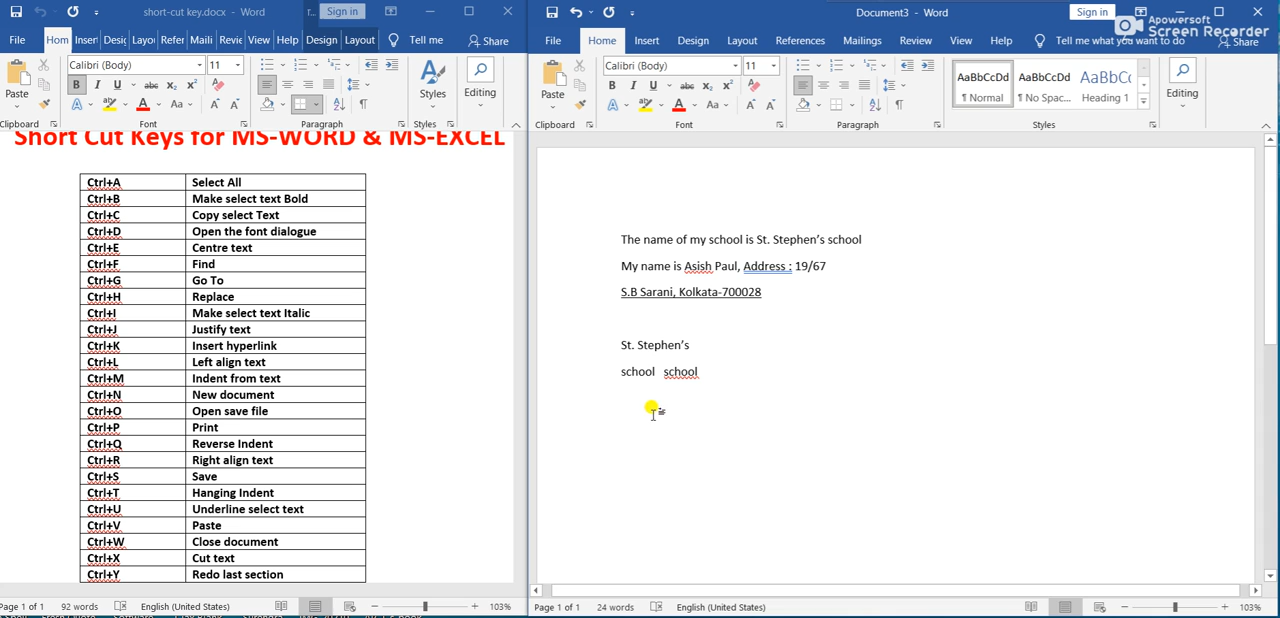 short-cut key.docx - Word
r...
Sign in
File
Hom
Inser
Desig
Layo
Refer
Maili
Revie
View
Help
Design
Layout
Tell me
Share
Paste
Calibri (Body)
11
Styles
Editing
Clipboard
Font
Paragraph
Styles
Short Cut Keys for MS-WORD & MS-EXCEL
Ctrl+A Select All
Ctrl+B Make select text Bold
Ctrl+C Copy select Text
Ctrl+D Open the font dialogue
Ctrl+E Centre text
Ctrl+F Find
Ctrl+G Go To
Ctrl+H Replace
Ctrl+I Make select text Italic
Ctrl+J Justify text
Ctrl+K Insert hyperlink
Ctrl+L Left align text
Ctrl+M Indent from text
Ctrl+N New document
Ctrl+O Open save file
Ctrl+P Print
Ctrl+Q Reverse Indent
Ctrl+R Right align text
Ctrl+S Save
Ctrl+T Hanging Indent
Ctrl+U Underline select text
Ctrl+V Paste
Ctrl+W Close document
Ctrl+X Cut text
Ctrl+Y Redo last section
Page 1 of 1 92 words English (United States) 103%
Document3 - Word
Sign in
Apowersoft
Screen Recorder
File Home Insert Design Layout References Mailings Review View Help Tell me what you want to do Share
Paste
Calibri (Body)
11
AaBbCcDd AaBbCcDd AaBbCc
¶ Normal ¶ No Spac... Heading 1
Editing
Clipboard
Font
Paragraph
Styles
The name of my school is St. Stephen’s school
My name is Asish Paul, Address : 19/67
S.B Sarani, Kolkata-700028
St. Stephen’s
school school
Page 1 of 1 24 words English (United States) 103%